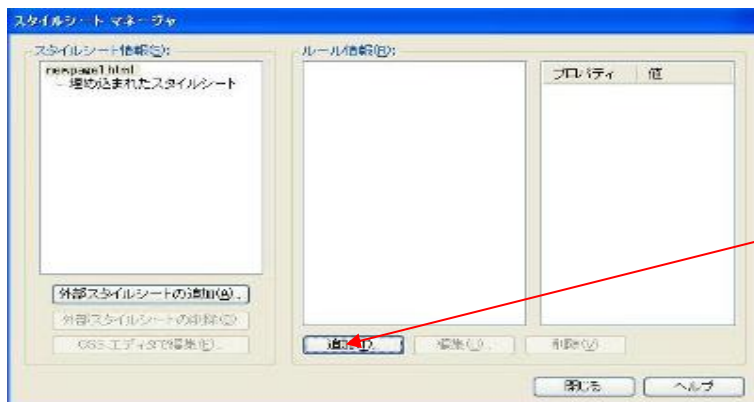 スタイルシート マネージャ
スタイルシート情報(S):
newpage1.html
埋め込まれたスタイルシート
外部スタイルシートの追加(A)...
外部スタイルシートの削除(O)
CSS エディタで編集(E)...
ルール情報(R):
プロパティ 値
追加(T)...
編集(U)...
削除(V)
閉じる ヘルプ